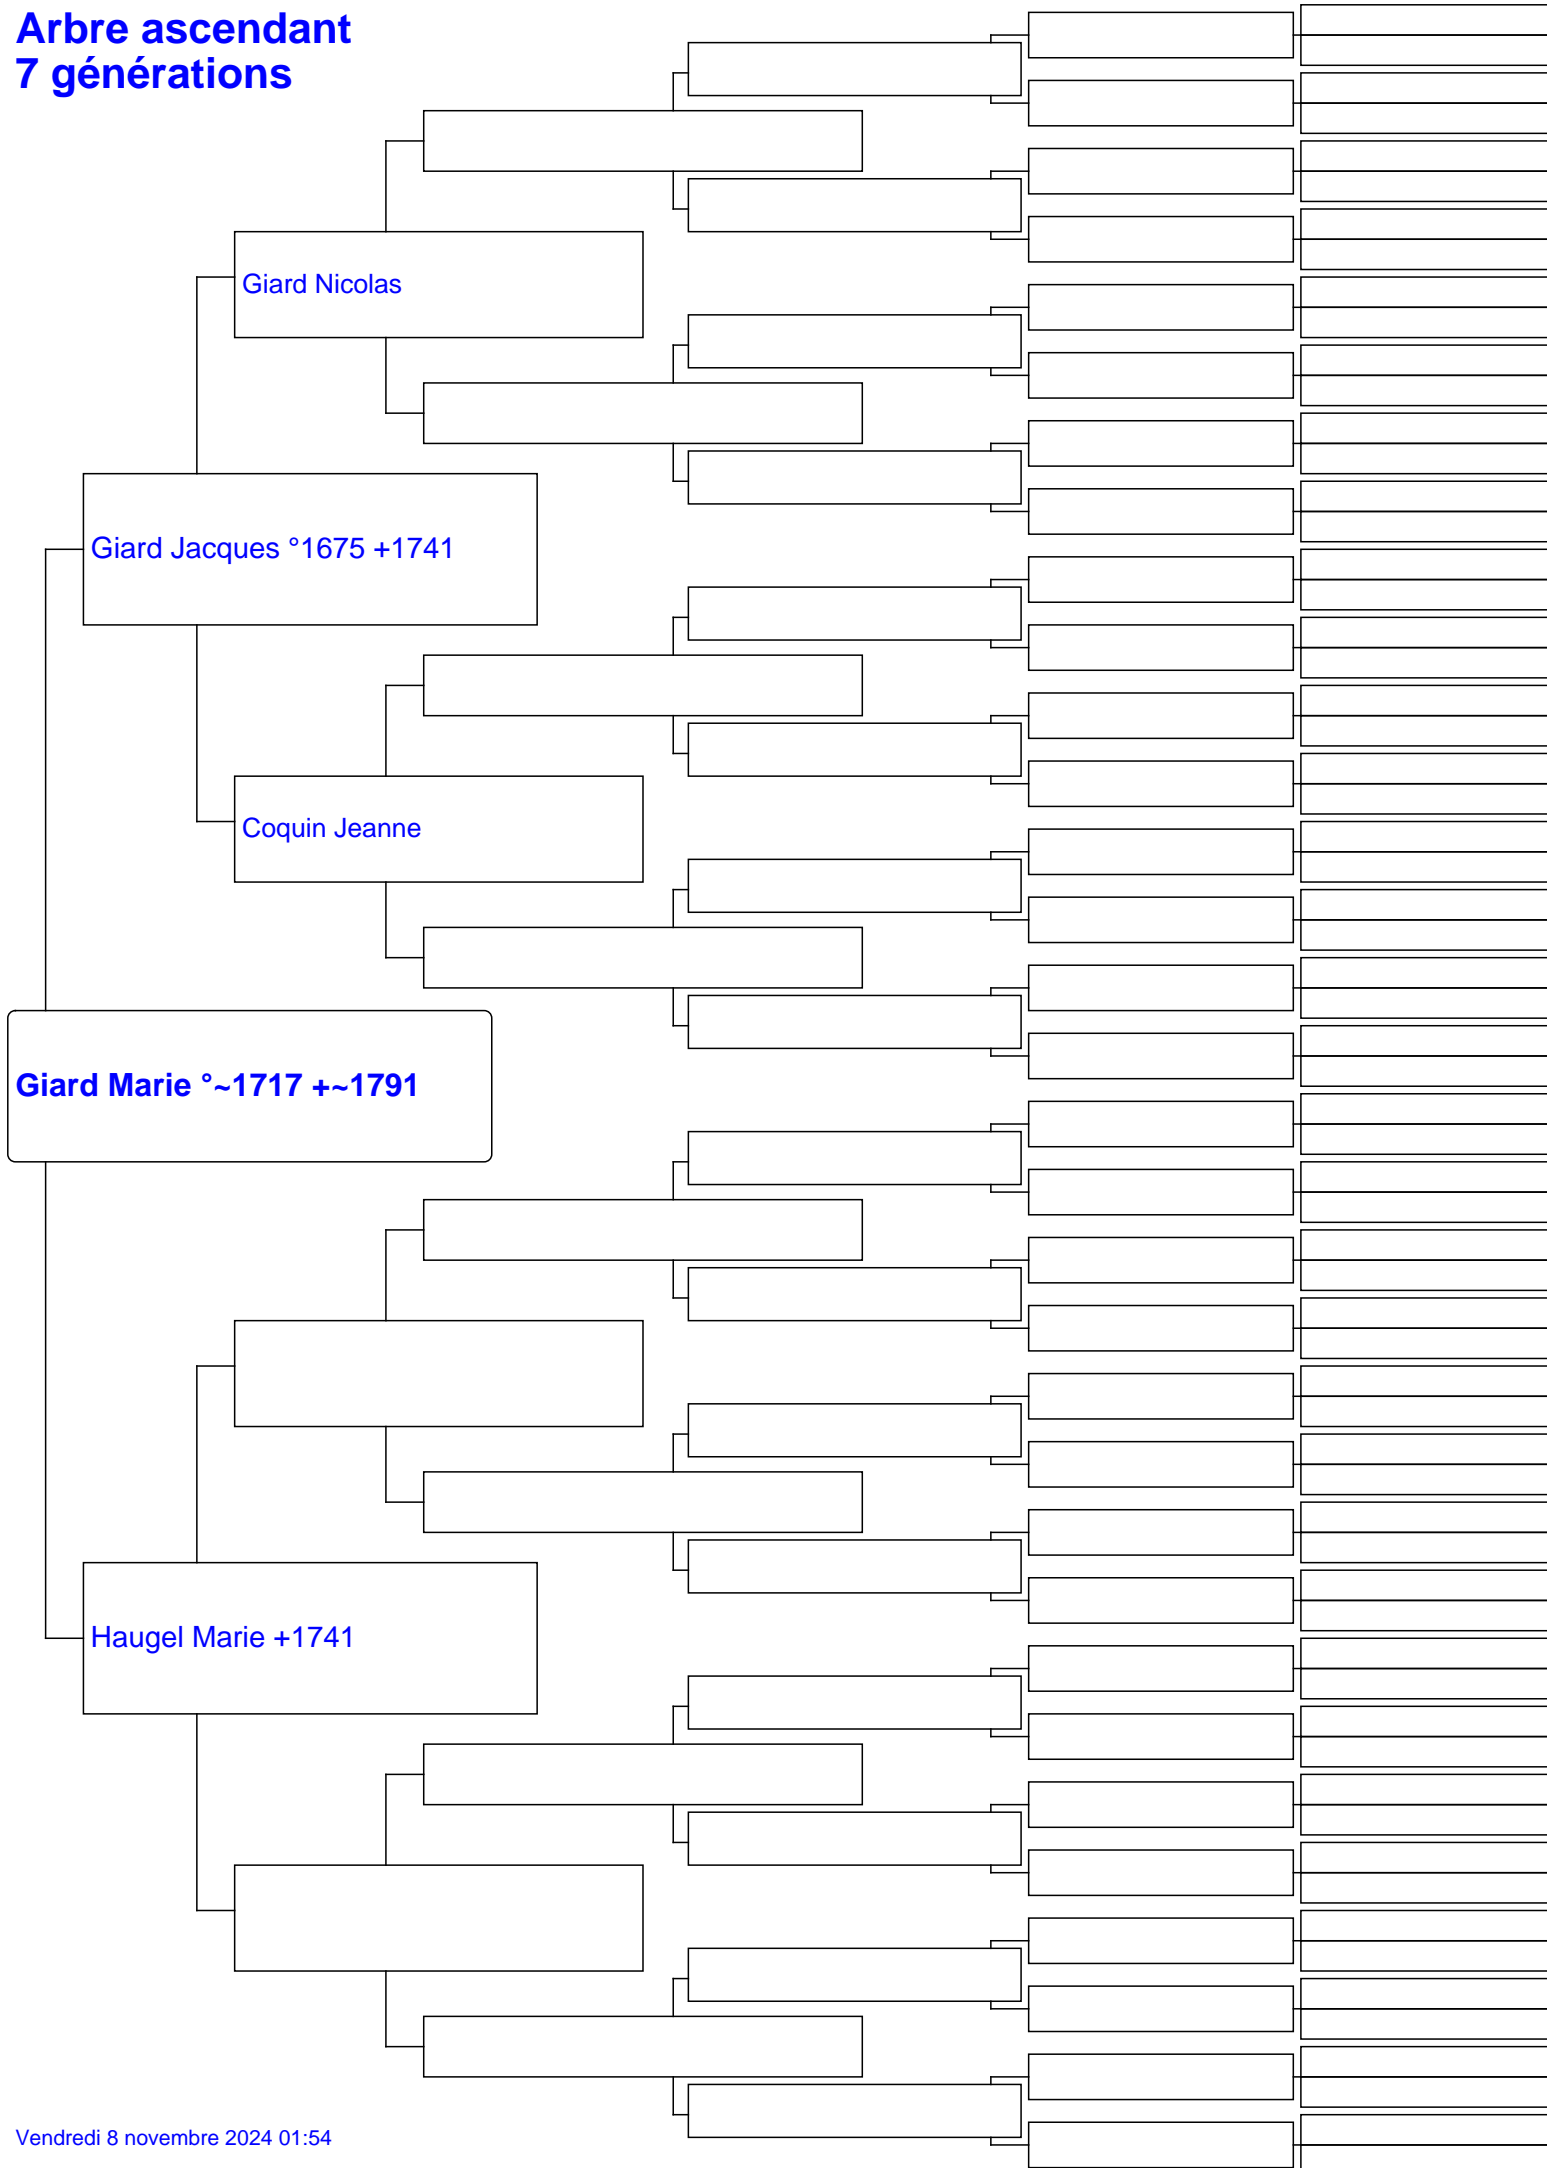 Arbre ascendant
7 générations
Giard Nicolas
Giard Jacques °1675 +1741
Coquin Jeanne
Giard Marie °~1717 +~1791
Haugel Marie +1741
Vendredi 8 novembre 2024 01:54